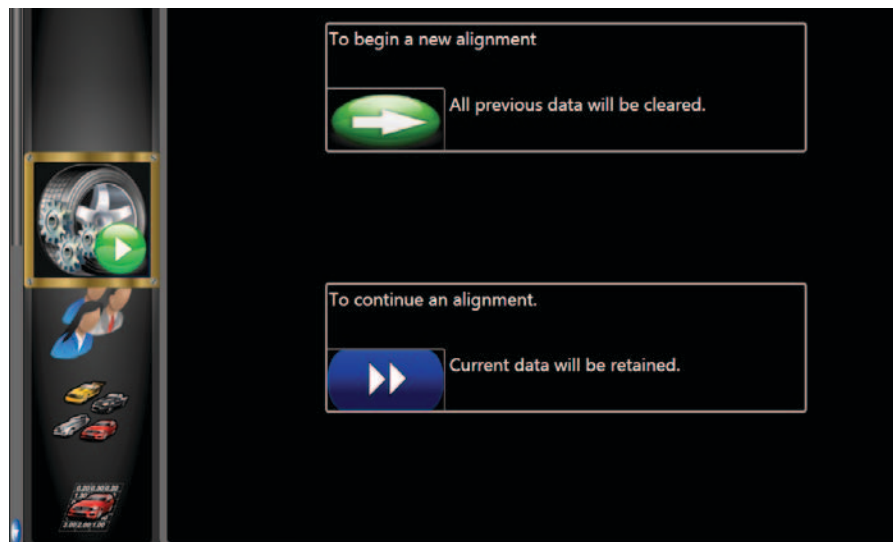 To begin a new alignment
All previous data will be cleared.
To continue an alignment.
Current data will be retained.